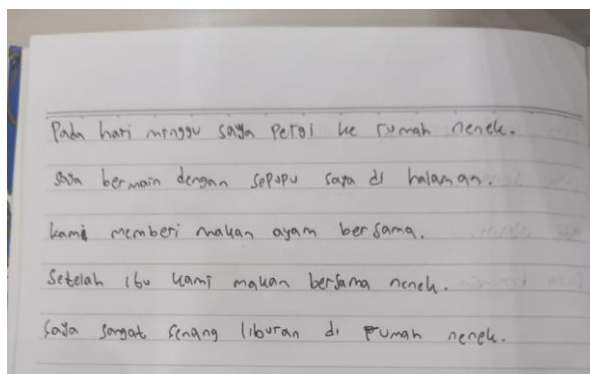 Pada hari minggu saya Pergi ke rumah nenek.
saya bermain dengan sepupu saya di halaman.
kami memberi makan ayam bersama.
Setelah itu kami makan bersama nenek.
saya sangat senang liburan di rumah nenek.